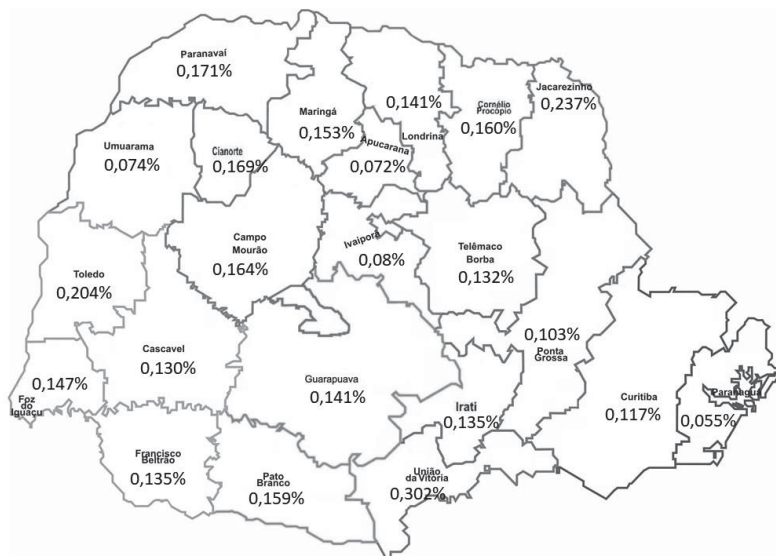 Paranavaí
0,171%
Maringá
0,153%
0,141%
Londrina
Apucarana
0,072%
Cornélio
Procópio
0,160%
Jacarezinho
0,237%
Umuarama
0,074%
Cianorte
0,169%
Campo
Mourão
0,164%
Ivaiporã
0,08%
Telêmaco
Borba
0,132%
Toledo
0,204%
Cascavel
0,130%
0,147%
Foz
do
Iguaçu
Guarapuava
0,141%
0,103%
Ponta
Grossa
Irati
0,135%
Curitiba
0,117%
Paranaguá
0,055%
Francisco
Beltrão
0,135%
Pato
Branco
0,159%
União
da Vitória
0,302%